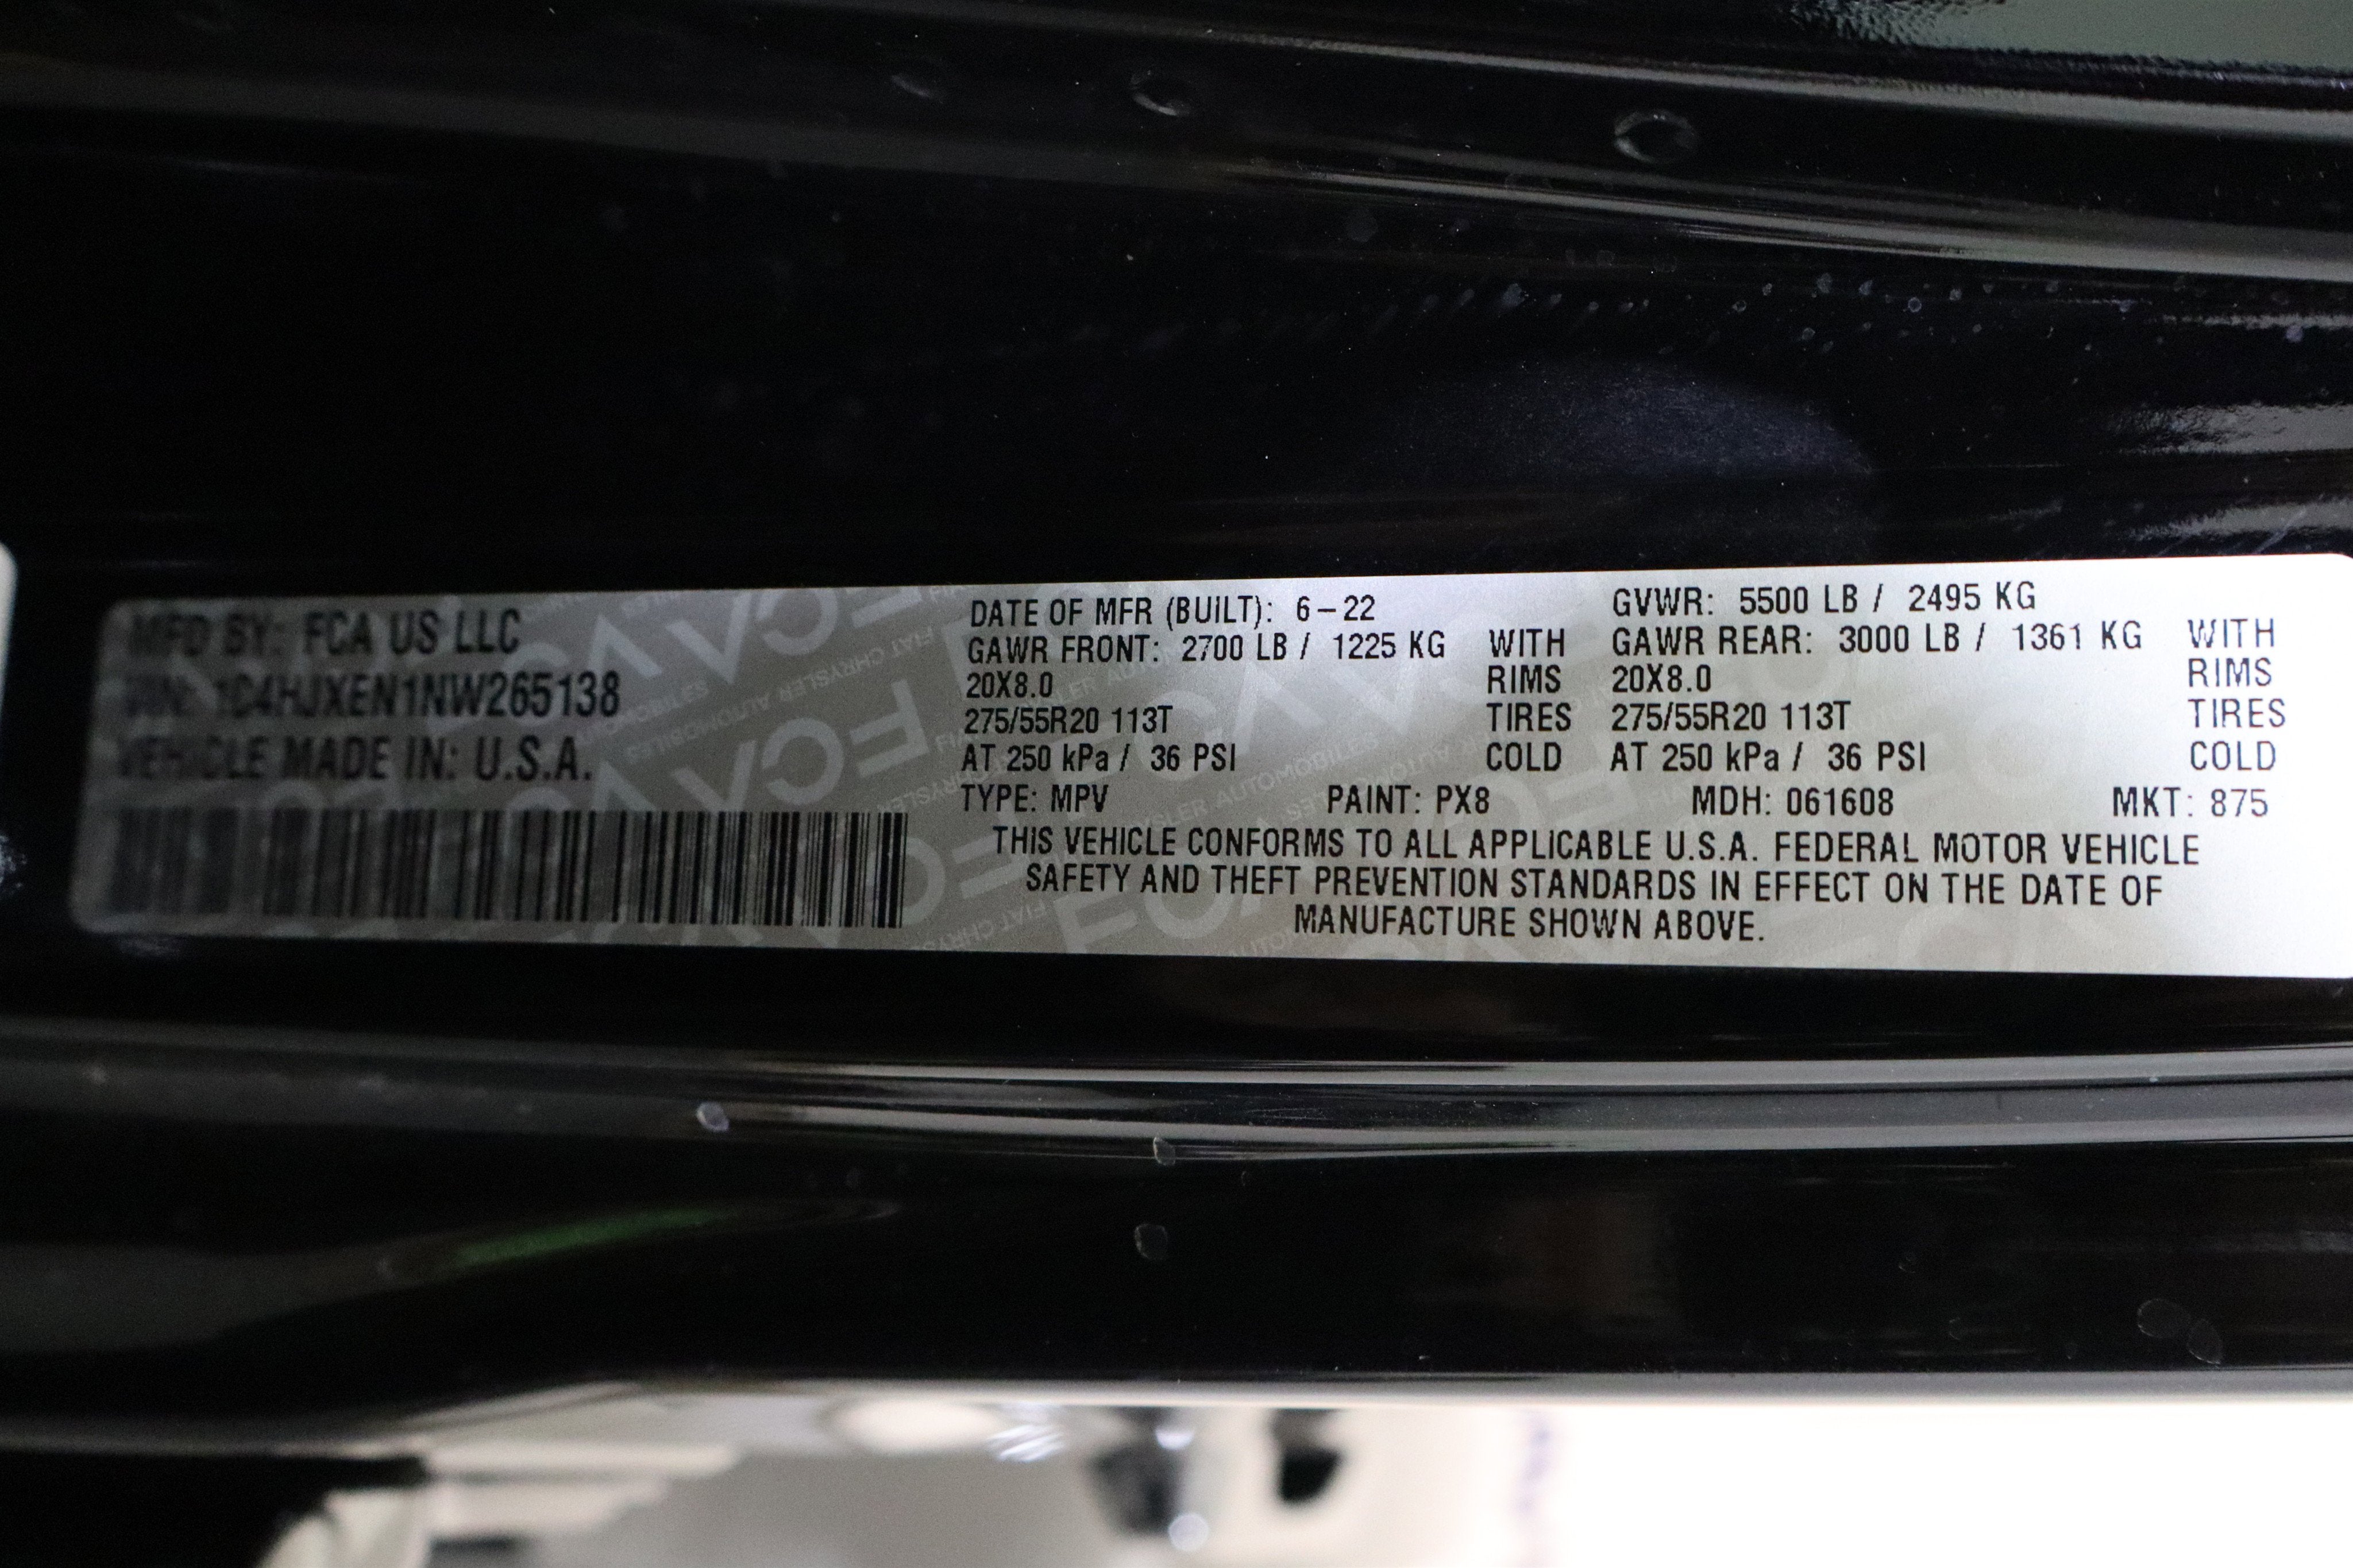 MFD BY: FCA US LLC
VIN: 1C4HJXEN1NW265138
VEHICLE MADE IN: U.S.A.
DATE OF MFR (BUILT): 6-22 GVWR: 5500 LB / 2495 KG
GAWR FRONT: 2700 LB / 1225 KG WITH GAWR REAR: 3000 LB / 1361 KG WITH
20X8.0 RIMS 20X8.0 RIMS
275/55R20 113T TIRES 275/55R20 113T TIRES
AT 250 kPa / 36 PSI COLD AT 250 kPa / 36 PSI COLD
TYPE: MPV PAINT: PX8 MDH: 061608 MKT: 875
THIS VEHICLE CONFORMS TO ALL APPLICABLE U.S.A. FEDERAL MOTOR VEHICLE
SAFETY AND THEFT PREVENTION STANDARDS IN EFFECT ON THE DATE OF
MANUFACTURE SHOWN ABOVE.